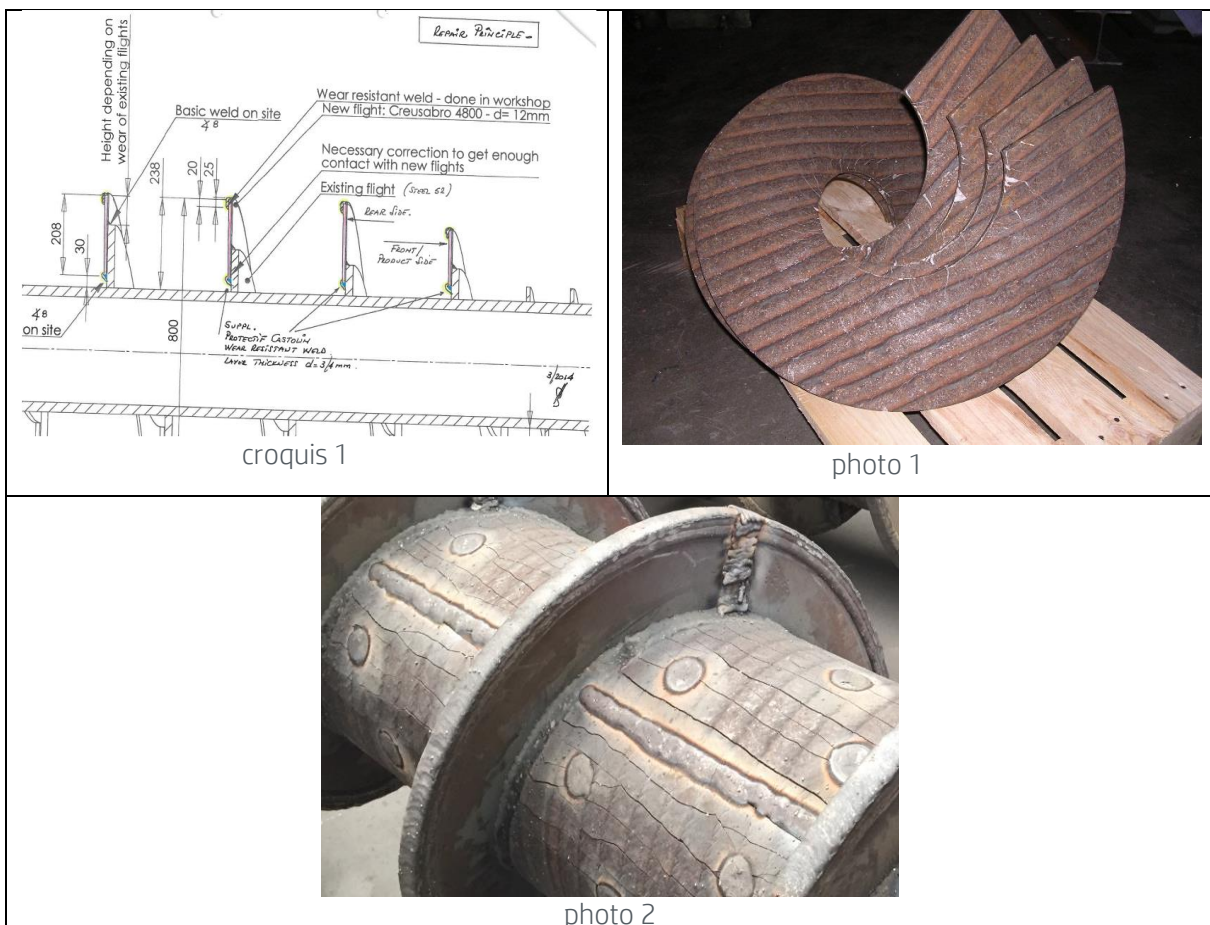 REPAIR PRINCIPLE-
Height depending on
wear of existing flights
Basic weld on site
∡ 8
Wear resistant weld - done in workshop
New flight: Creusabro 4800 - d= 12mm
Necessary correction to get enough
contact with new flights
Existing flight (STEEL 52)
REAR SIDE.
FRONT/
PRODUCT SIDE
238
20
25
208
30
800
∡ 8
on site
SUPPL.
PROTECTIF CASTOLIN
WEAR RESISTANT WELD
LAYER THICKNESS d=3/4mm.
3/2014
croquis 1
photo 1
photo 2